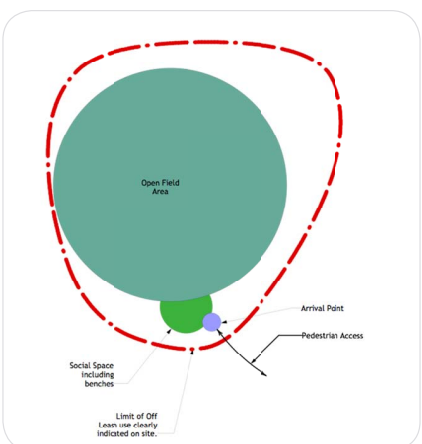 Open Field
Area
Arrival Point
Pedestrian Access
Social Space
including
benches
Limit of Off
Leash use clearly
indicated on site.